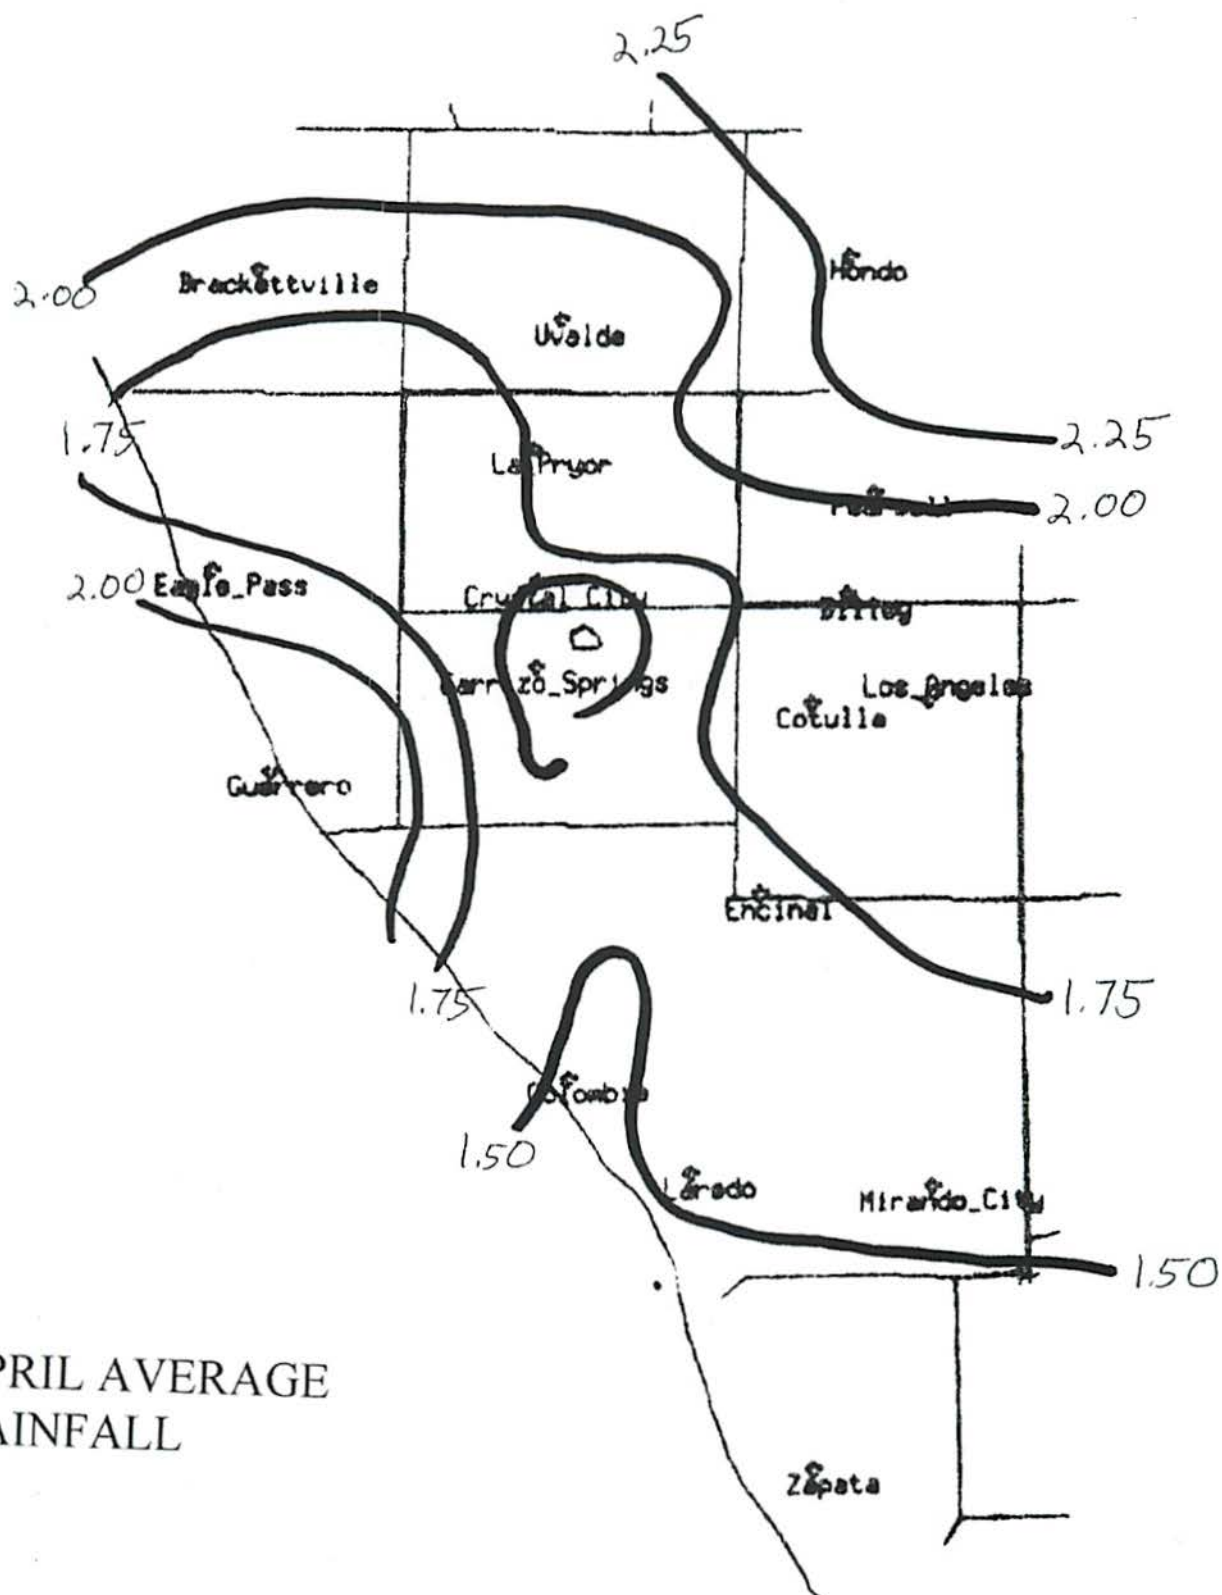 2.25
Hondo
Brackettville
2.00
Uvalde
1.75
2.25
La Pryor
2.00
2.00
Eagle_Pass
Crystal City
Dilley
Carrizo_Springs
Los_Angeles
Cotulla
Guerrero
Encinal
1.75
1.75
Colombia
1.50
Laredo
Mirando_City
1.50
PRIL AVERAGE
AINFALL
Zapata